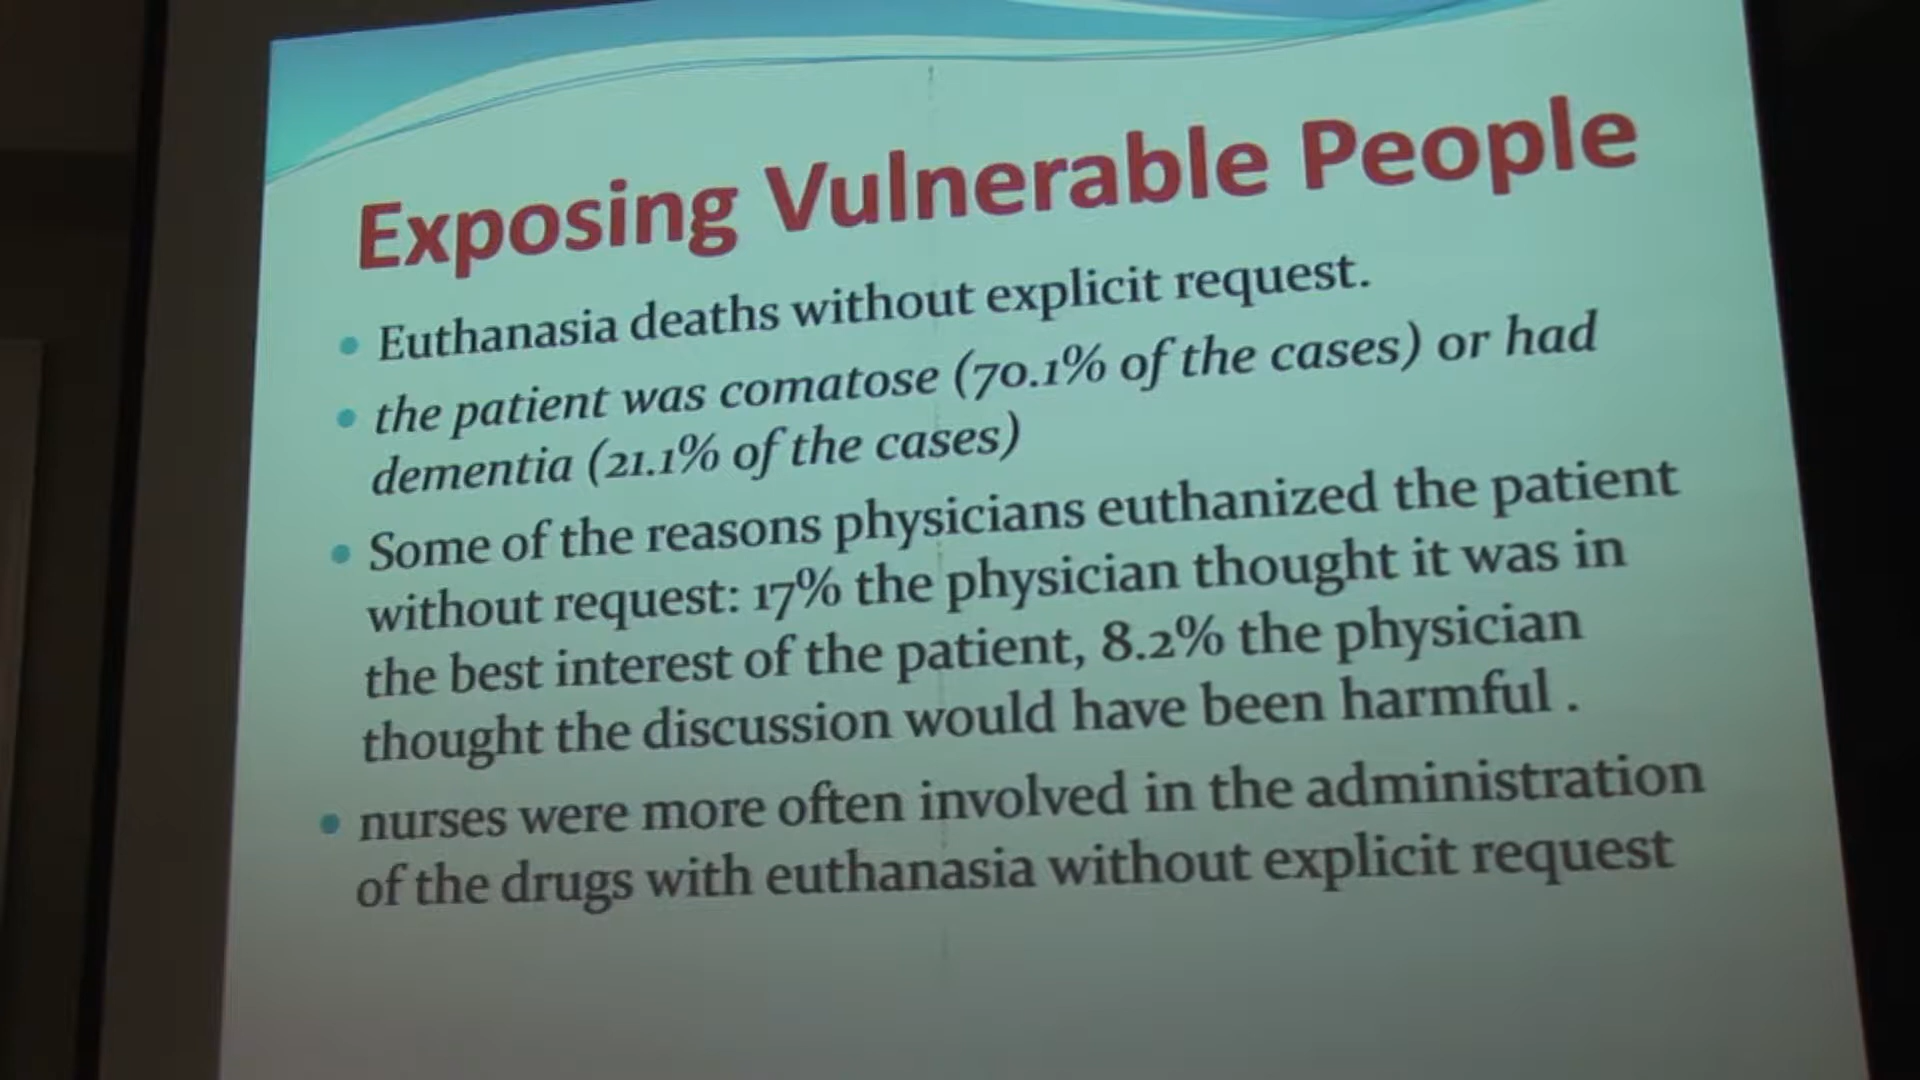 Exposing Vulnerable People
• Euthanasia deaths without explicit request.
• the patient was comatose (70.1% of the cases) or had
dementia (21.1% of the cases)
• Some of the reasons physicians euthanized the patient
without request: 17% the physician thought it was in
the best interest of the patient, 8.2% the physician
thought the discussion would have been harmful .
• nurses were more often involved in the administration
of the drugs with euthanasia without explicit request